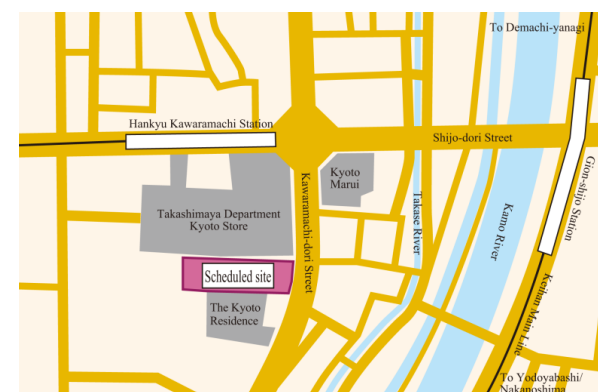 To Demachi-yanagi
Hankyu Kawaramachi Station
Shijo-dori Street
Kyoto
Marui
Takashimaya Department
Kyoto Store
Kawaramachi-dori Street
Takase River
Kamo River
Gion-shijo Station
Scheduled site
The Kyoto
Residence
Keihan Main Line
To Yodoyabashi/
Nakanoshima